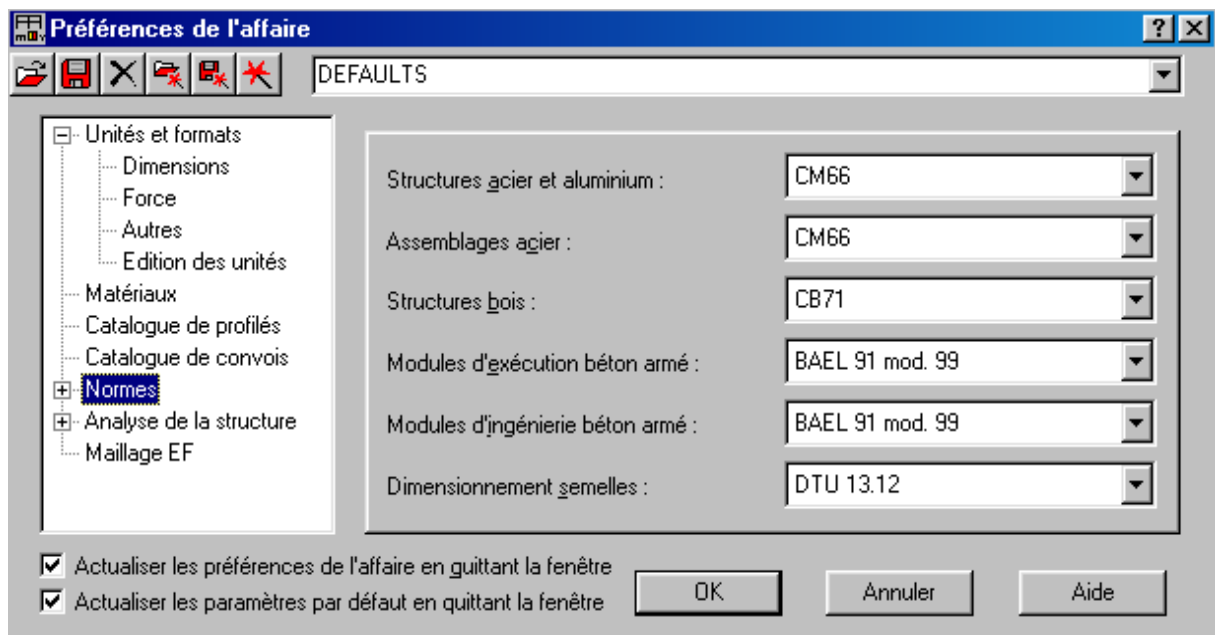 Préférences de l'affaire
DEFAULTS
Unités et formats
Dimensions
Force
Autres
Edition des unités
Matériaux
Catalogue de profilés
Catalogue de convois
Normes
Analyse de la structure
Maillage EF
Structures acier et aluminium : CM66
Assemblages acier : CM66
Structures bois : CB71
Modules d'exécution béton armé : BAEL 91 mod. 99
Modules d'ingénierie béton armé : BAEL 91 mod. 99
Dimensionnement semelles : DTU 13.12
Actualiser les préférences de l'affaire en quittant la fenêtre
Actualiser les paramètres par défaut en quittant la fenêtre
OK Annuler Aide